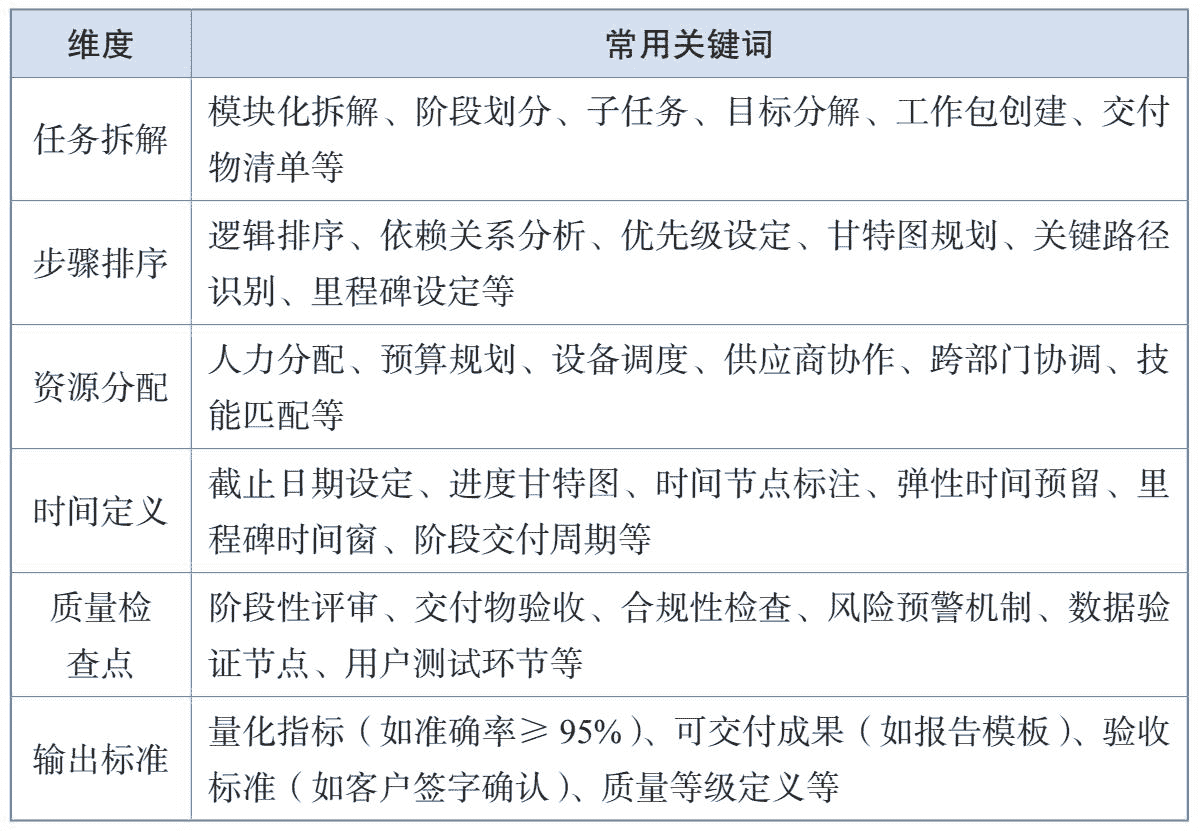 维度
常用关键词
任务拆解
模块化拆解、阶段划分、子任务、目标分解、工作包创建、交付
物清单等
步骤排序
逻辑排序、依赖关系分析、优先级设定、甘特图规划、关键路径
识别、里程碑设定等
资源分配
人力分配、预算规划、设备调度、供应商协作、跨部门协调、技
能匹配等
时间定义
截止日期设定、进度甘特图、时间节点标注、弹性时间预留、里
程碑时间窗、阶段交付周期等
质量检
查点
阶段性评审、交付物验收、合规性检查、风险预警机制、数据验
证节点、用户测试环节等
输出标准
量化指标（如准确率≥ 95%）、可交付成果（如报告模板）、验收
标准（如客户签字确认）、质量等级定义等